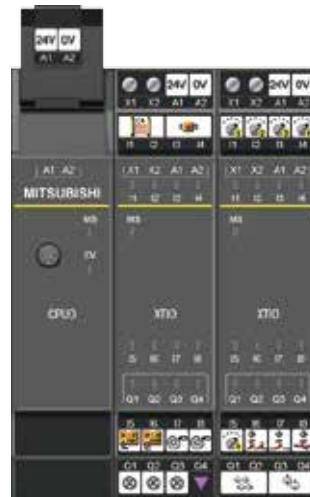 24V 0V
A1 A2
24V 0V 24V 0V
X1 X2 A1 A2 X1 X2 A1 A2
I1 I2 I3 I4 I1 I2 I3 I4
A1 A2 X1 X2 A1 A2 X1 X2 A1 A2
MITSUBISHI I1 I2 I3 I4 I1 I2 I3 I4
MS MS MS
CV
XTIO XTIO
I5 I6 I7 I8 I5 I6 I7 I8
Q1 Q2 Q3 Q4 Q1 Q2 Q3 Q4
I5 I6 I7 I8 I5 I6 I7 I8
Q1 Q2 Q3 Q4 Q1 Q2 Q3 Q4